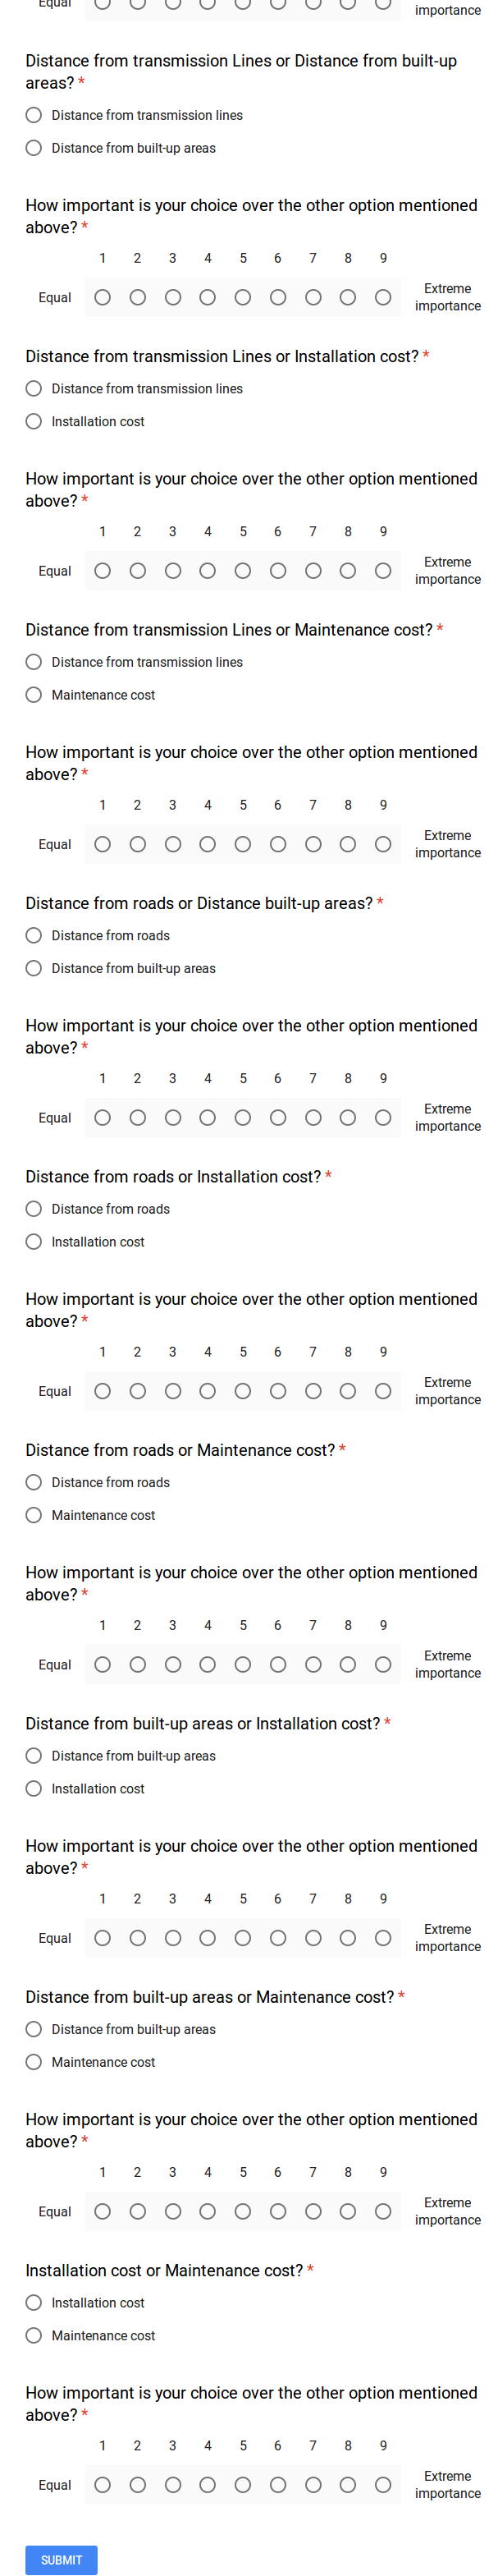 Equal
importance
Distance from transmission Lines or Distance from built-up
areas? *
Distance from transmission lines
Distance from built-up areas
How important is your choice over the other option mentioned
above? *
1 2 3 4 5 6 7 8 9
Equal
Extreme
importance
Distance from transmission Lines or Installation cost? *
Distance from transmission lines
Installation cost
How important is your choice over the other option mentioned
above? *
1 2 3 4 5 6 7 8 9
Equal
Extreme
importance
Distance from transmission Lines or Maintenance cost? *
Distance from transmission lines
Maintenance cost
How important is your choice over the other option mentioned
above? *
1 2 3 4 5 6 7 8 9
Equal
Extreme
importance
Distance from roads or Distance built-up areas? *
Distance from roads
Distance from built-up areas
How important is your choice over the other option mentioned
above? *
1 2 3 4 5 6 7 8 9
Equal
Extreme
importance
Distance from roads or Installation cost? *
Distance from roads
Installation cost
How important is your choice over the other option mentioned
above? *
1 2 3 4 5 6 7 8 9
Equal
Extreme
importance
Distance from roads or Maintenance cost? *
Distance from roads
Maintenance cost
How important is your choice over the other option mentioned
above? *
1 2 3 4 5 6 7 8 9
Equal
Extreme
importance
Distance from built-up areas or Installation cost? *
Distance from built-up areas
Installation cost
How important is your choice over the other option mentioned
above? *
1 2 3 4 5 6 7 8 9
Equal
Extreme
importance
Distance from built-up areas or Maintenance cost? *
Distance from built-up areas
Maintenance cost
How important is your choice over the other option mentioned
above? *
1 2 3 4 5 6 7 8 9
Equal
Extreme
importance
Installation cost or Maintenance cost? *
Installation cost
Maintenance cost
How important is your choice over the other option mentioned
above? *
1 2 3 4 5 6 7 8 9
Equal
Extreme
importance
SUBMIT